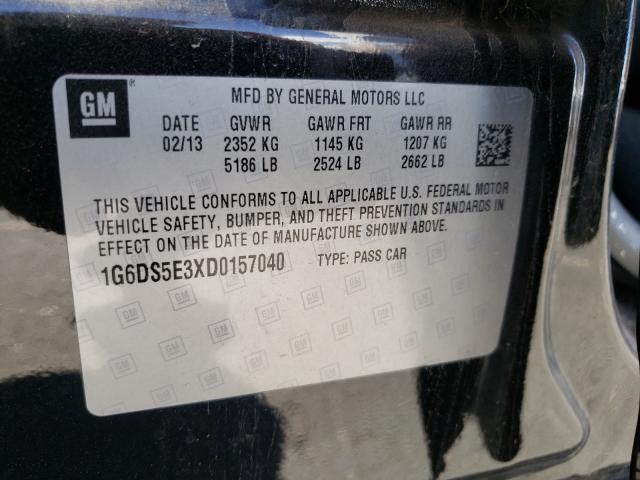 GM ® MFD BY GENERAL MOTORS LLC
DATE GVWR GAWR FRT GAWR RR
02/13 2352 KG 1145 KG 1207 KG
5186 LB 2524 LB 2662 LB
THIS VEHICLE CONFORMS TO ALL APPLICABLE U.S. FEDERAL MOTOR
VEHICLE SAFETY, BUMPER, AND THEFT PREVENTION STANDARDS IN
EFFECT ON THE DATE OF MANUFACTURE SHOWN ABOVE.
1G6DS5E3XD0157040 TYPE: PASS CAR